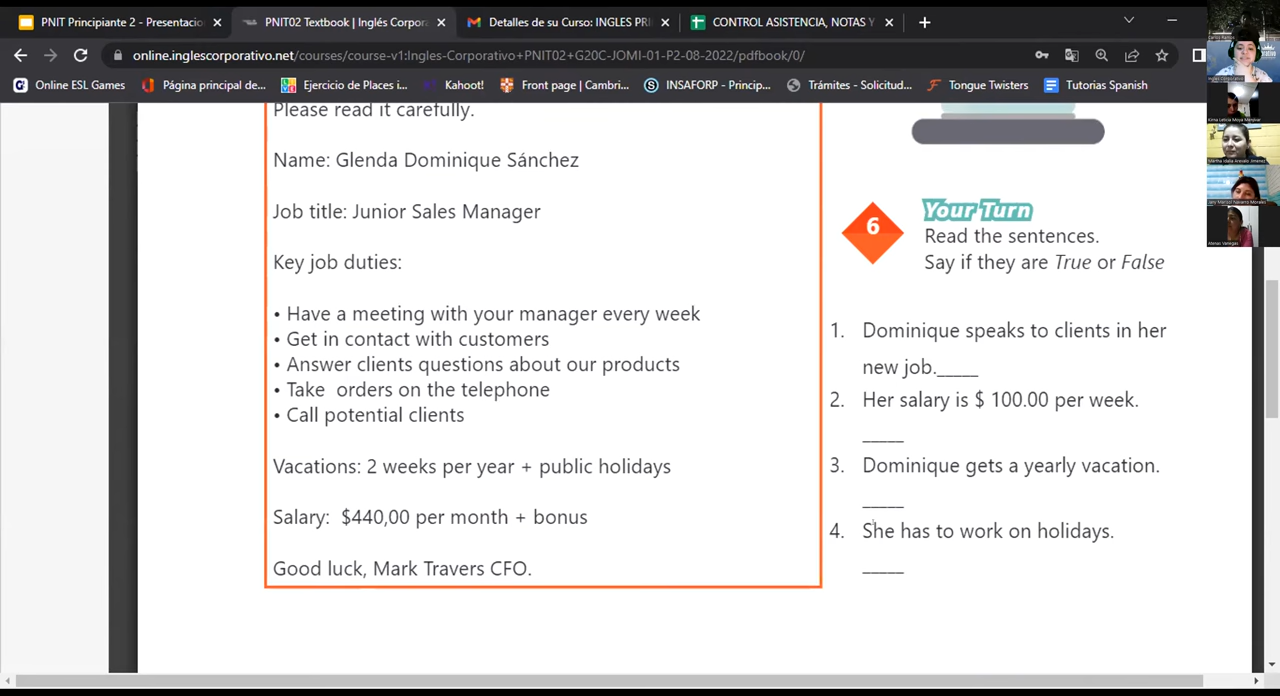 PNIT Principiante 2 - Presentacio
PNIT02 Textbook | Inglés Corpora
Detalles de su Curso: INGLES PRI
CONTROL ASISTENCIA, NOTAS Y
online.inglescorporativo.net/courses/course-v1:Ingles-Corporativo+PNIT02+G20C-JOMI-01-P2-08-2022/pdfbook/0/
Online ESL Games
Página principal de...
Ejercicio de Places i...
Kahoot!
Front page | Cambri...
INSAFORP - Princip...
Trámites - Solicitud...
Tongue Twisters
Tutorias Spanish
Please read it carefully.
Name: Glenda Dominique Sánchez
Job title: Junior Sales Manager
Key job duties:
• Have a meeting with your manager every week
• Get in contact with customers
• Answer clients questions about our products
• Take orders on the telephone
• Call potential clients
Vacations: 2 weeks per year + public holidays
Salary: $440,00 per month + bonus
Good luck, Mark Travers CFO.
6
Your Turn
Read the sentences.
Say if they are True or False
1. Dominique speaks to clients in her
new job._____
2. Her salary is $ 100.00 per week.
_____
3. Dominique gets a yearly vacation.
_____
4. She has to work on holidays.
_____